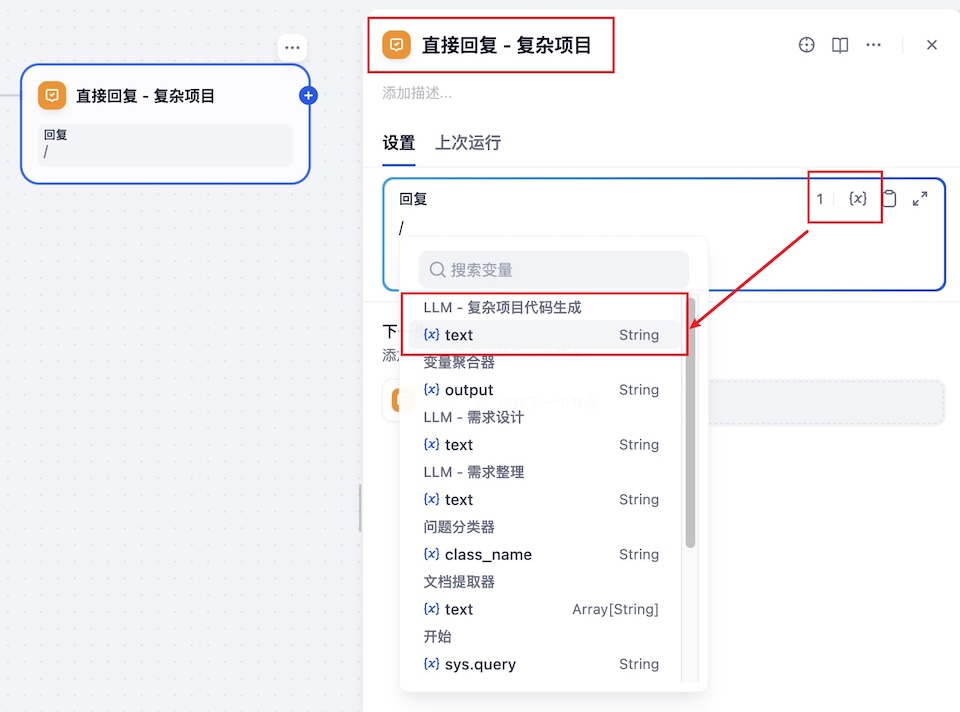 直接回复 - 复杂项目
回复
/
直接回复 - 复杂项目
添加描述...
设置 上次运行
回复 1 {x}
/
搜索变量
LLM - 复杂项目代码生成
{x} text String
变量聚合器
{x} output String
LLM - 需求设计
{x} text String
LLM - 需求整理
{x} text String
问题分类器
{x} class_name String
文档提取器
{x} text Array[String]
开始
{x} sys.query String
下一
添